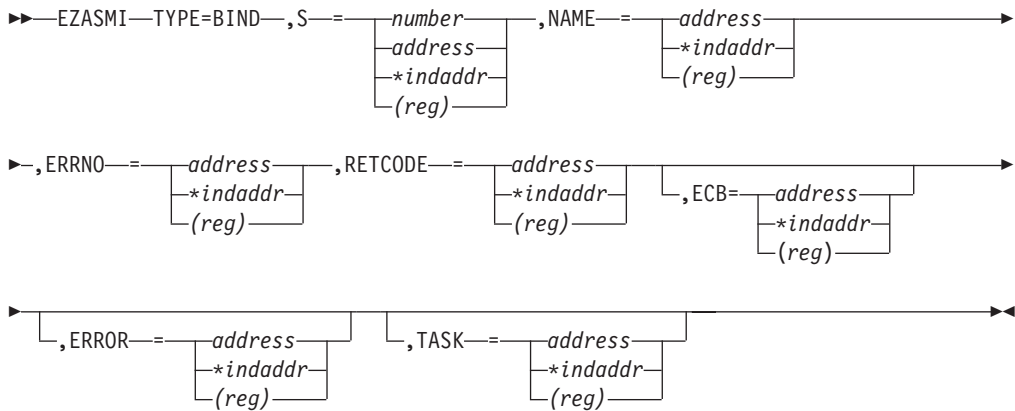 EZASMI TYPE=BIND ,S = number ,NAME = address
address *indaddr
*indaddr (reg)
(reg)
,ERRNO = address ,RETCODE = address ,ECB= address
*indaddr *indaddr *indaddr
(reg) (reg) (reg)
,ERROR = address ,TASK = address
*indaddr *indaddr
(reg) (reg)